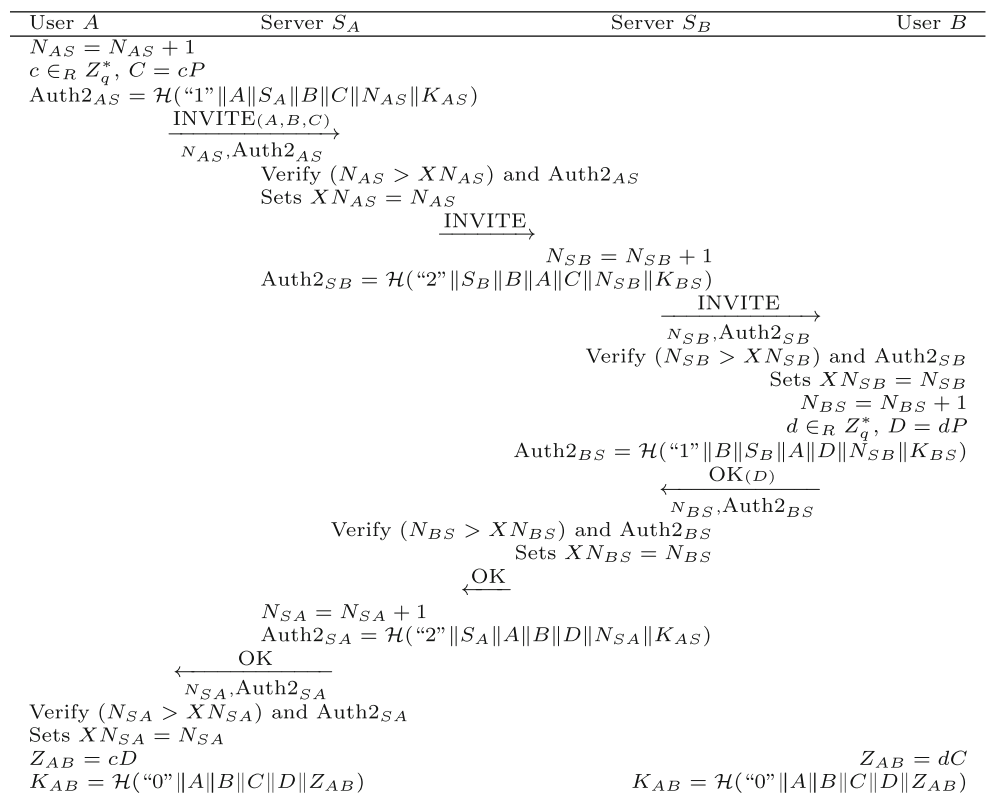 User A Server S_A Server S_B User B
N_AS = N_AS + 1
c ∈_R Z*_q, C = cP
Auth2_AS = ℋ(“1”‖A‖S_A‖B‖C‖N_AS‖K_AS)
INVITE(A,B,C)
N_AS,Auth2_AS
Verify (N_AS > XN_AS) and Auth2_AS
Sets XN_AS = N_AS
INVITE
N_SB = N_SB + 1
Auth2_SB = ℋ(“2”‖S_B‖B‖A‖C‖N_SB‖K_BS)
INVITE
N_SB,Auth2_SB
Verify (N_SB > XN_SB) and Auth2_SB
Sets XN_SB = N_SB
N_BS = N_BS + 1
d ∈_R Z*_q, D = dP
Auth2_BS = ℋ(“1”‖B‖S_B‖A‖D‖N_SB‖K_BS)
OK(D)
N_BS,Auth2_BS
Verify (N_BS > XN_BS) and Auth2_BS
Sets XN_BS = N_BS
OK
N_SA = N_SA + 1
Auth2_SA = ℋ(“2”‖S_A‖A‖B‖D‖N_SA‖K_AS)
OK
N_SA,Auth2_SA
Verify (N_SA > XN_SA) and Auth2_SA
Sets XN_SA = N_SA
Z_AB = cD Z_AB = dC
K_AB = ℋ(“0”‖A‖B‖C‖D‖Z_AB) K_AB = ℋ(“0”‖A‖B‖C‖D‖Z_AB)